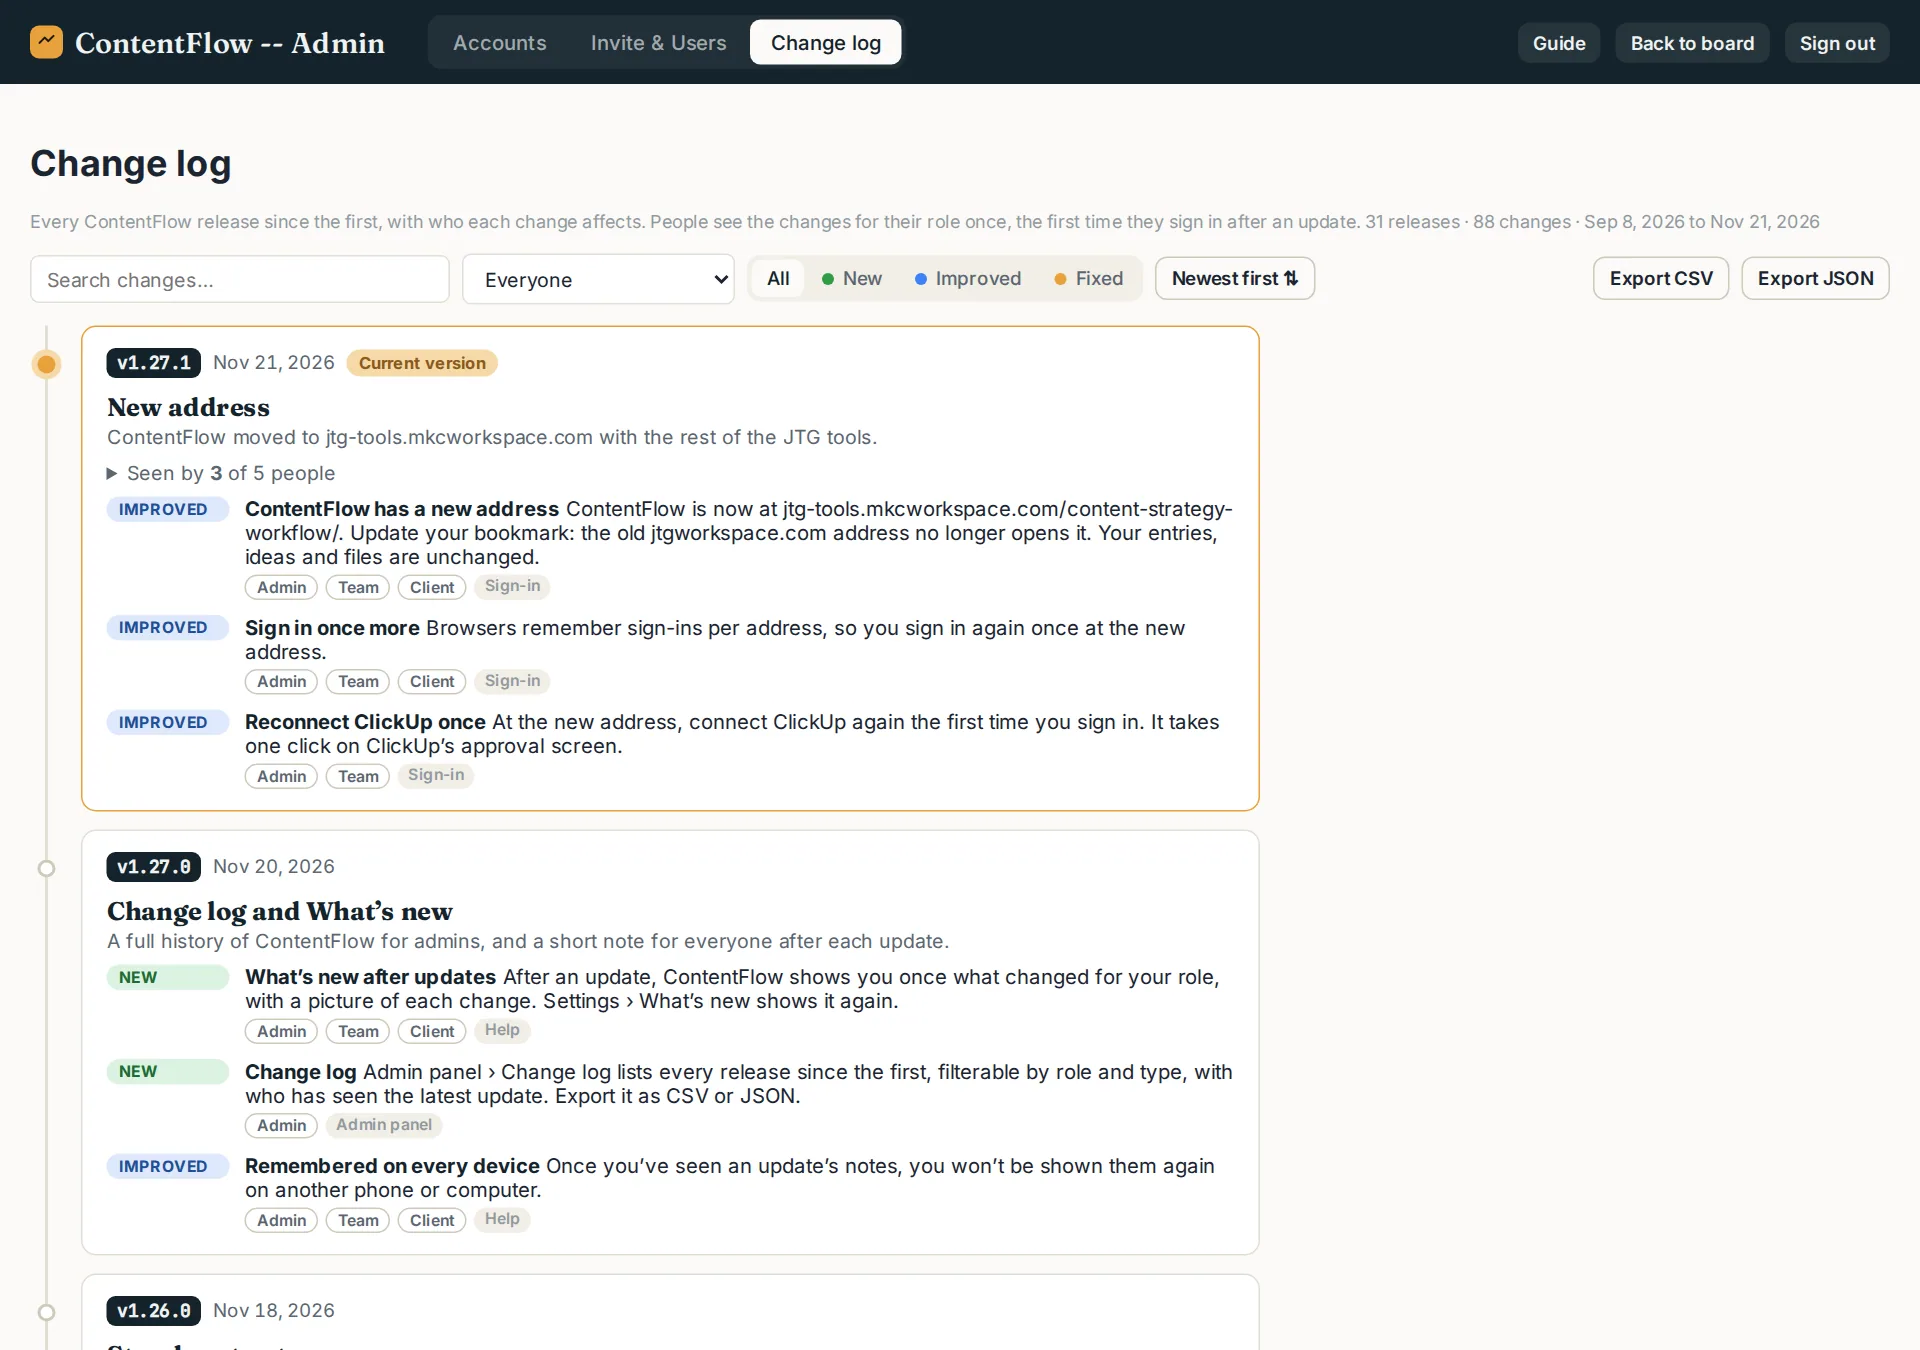 ContentFlow -- Admin
Accounts
Invite & Users
Change log
Guide
Back to board
Sign out
Change log
Every ContentFlow release since the first, with who each change affects. People see the changes for their role once, the first time they sign in after an update. 31 releases · 88 changes · Sep 8, 2026 to Nov 21, 2026
Search changes...
Everyone
All
New
Improved
Fixed
Newest first ⇅
Export CSV
Export JSON
v1.27.1 Nov 21, 2026 Current version
New address
ContentFlow moved to jtg-tools.mkcworkspace.com with the rest of the JTG tools.
▶ Seen by 3 of 5 people
IMPROVED ContentFlow has a new address ContentFlow is now at jtg-tools.mkcworkspace.com/content-strategy-
workflow/. Update your bookmark: the old jtgworkspace.com address no longer opens it. Your entries,
ideas and files are unchanged.
Admin Team Client Sign-in
IMPROVED Sign in once more Browsers remember sign-ins per address, so you sign in again once at the new
address.
Admin Team Client Sign-in
IMPROVED Reconnect ClickUp once At the new address, connect ClickUp again the first time you sign in. It takes
one click on ClickUp’s approval screen.
Admin Team Sign-in
v1.27.0 Nov 20, 2026
Change log and What’s new
A full history of ContentFlow for admins, and a short note for everyone after each update.
NEW What’s new after updates After an update, ContentFlow shows you once what changed for your role,
with a picture of each change. Settings › What’s new shows it again.
Admin Team Client Help
NEW Change log Admin panel › Change log lists every release since the first, filterable by role and type, with
who has seen the latest update. Export it as CSV or JSON.
Admin Admin panel
IMPROVED Remembered on every device Once you’ve seen an update’s notes, you won’t be shown them again
on another phone or computer.
Admin Team Client Help
v1.26.0 Nov 18, 2026